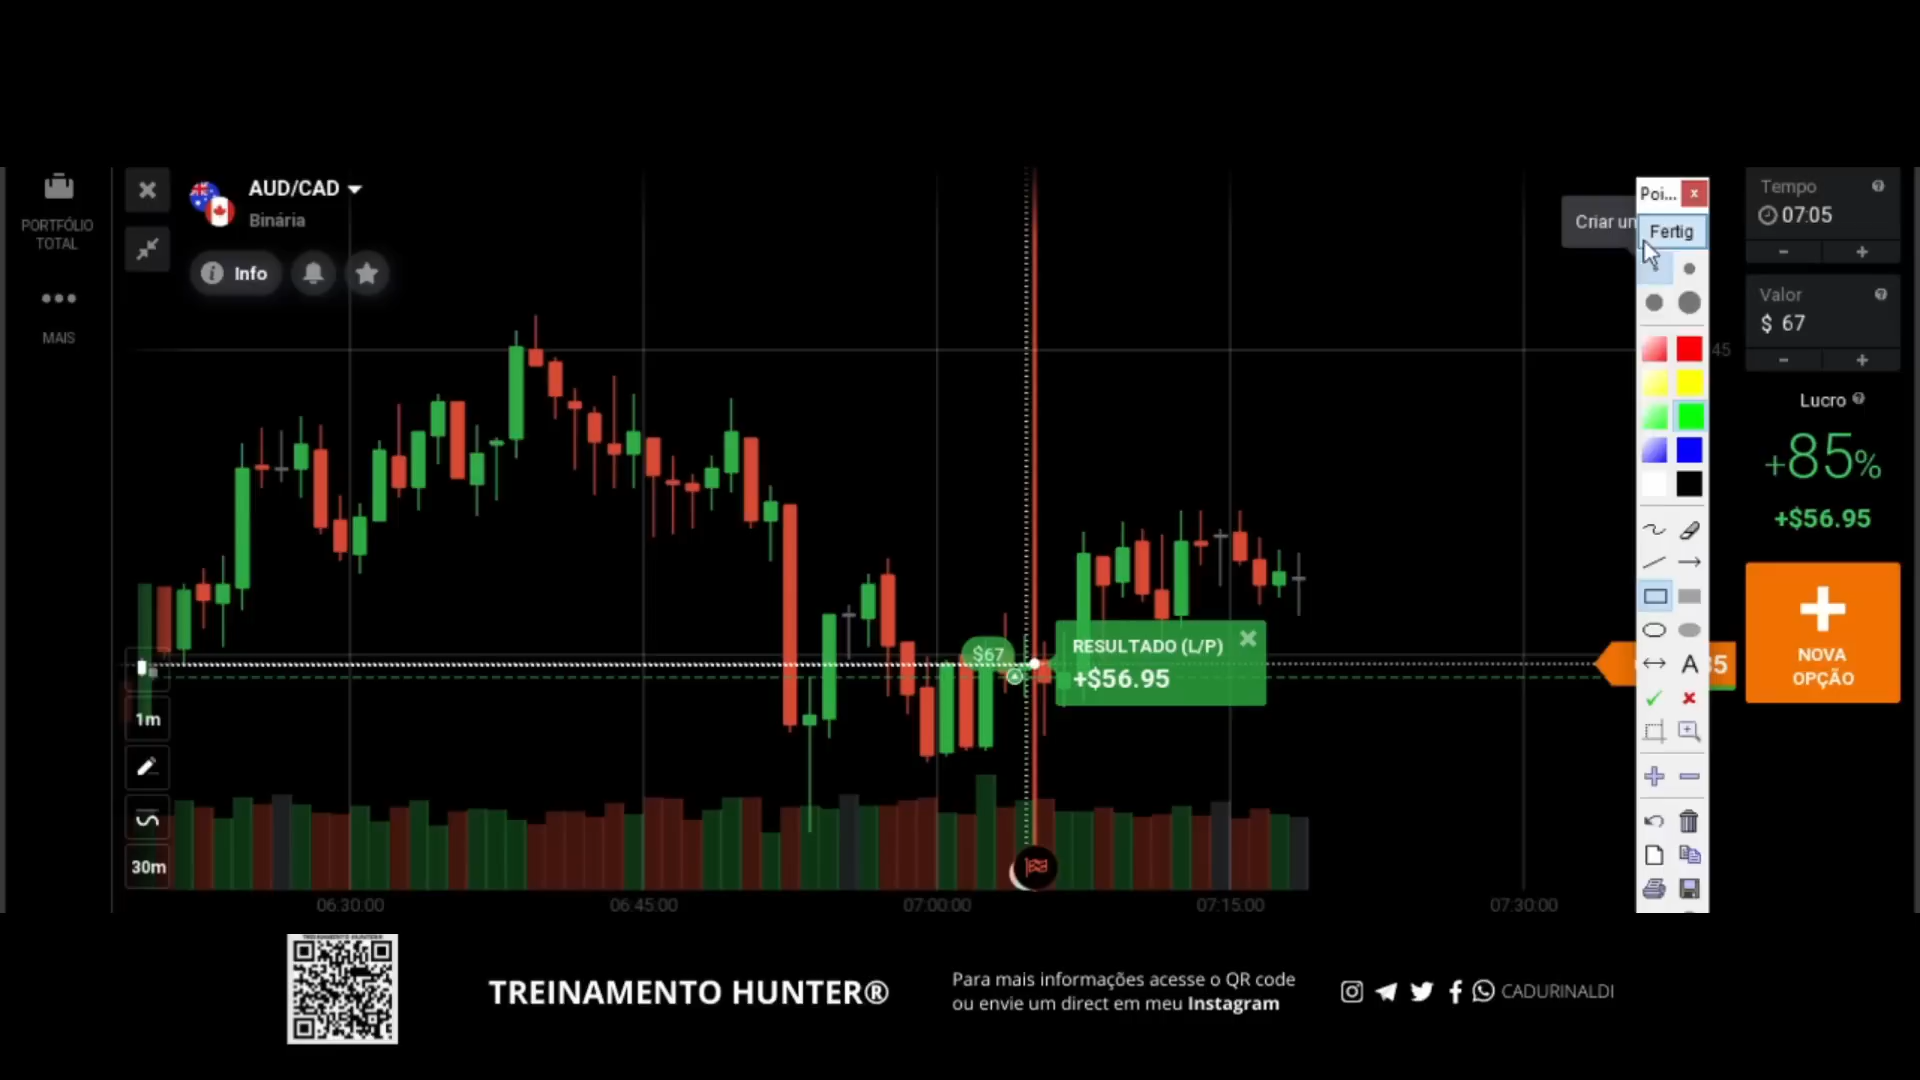 PORTFÓLIO
TOTAL
MAIS
AUD/CAD
Binária
Info
1m
30m
$67
RESULTADO (L/P)
+$56.95
06:30:00
06:45:00
07:00:00
07:15:00
07:30:00
Criar un
Poi...
Fertig
A
45
35
Tempo
07:05
Valor
$ 67
Lucro
+85%
+$56.95
NOVA
OPÇÃO
TREINAMENTO HUNTER®
Para mais informações acesse o QR code
ou envie um direct em meu Instagram
CADURINALDI